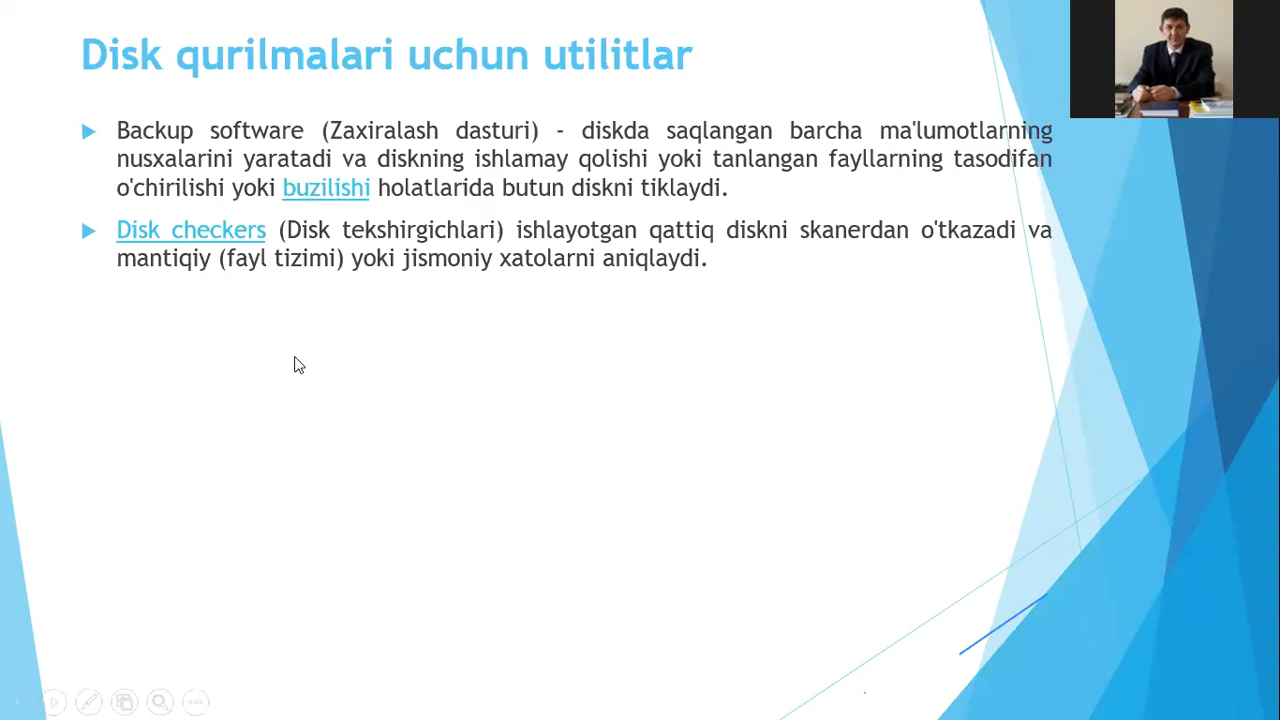 Disk qurilmalari uchun utilitlar
Backup software (Zaxiralash dasturi) - diskda saqlangan barcha ma'lumotlarning
nusxalarini yaratadi va diskning ishlamay qolishi yoki tanlangan fayllarning tasodifan
o'chirilishi yoki buzilishi holatlarida butun diskni tiklaydi.
Disk checkers (Disk tekshirgichlari) ishlayotgan qattiq diskni skanerdan o'tkazadi va
mantiqiy (fayl tizimi) yoki jismoniy xatolarni aniqlaydi.